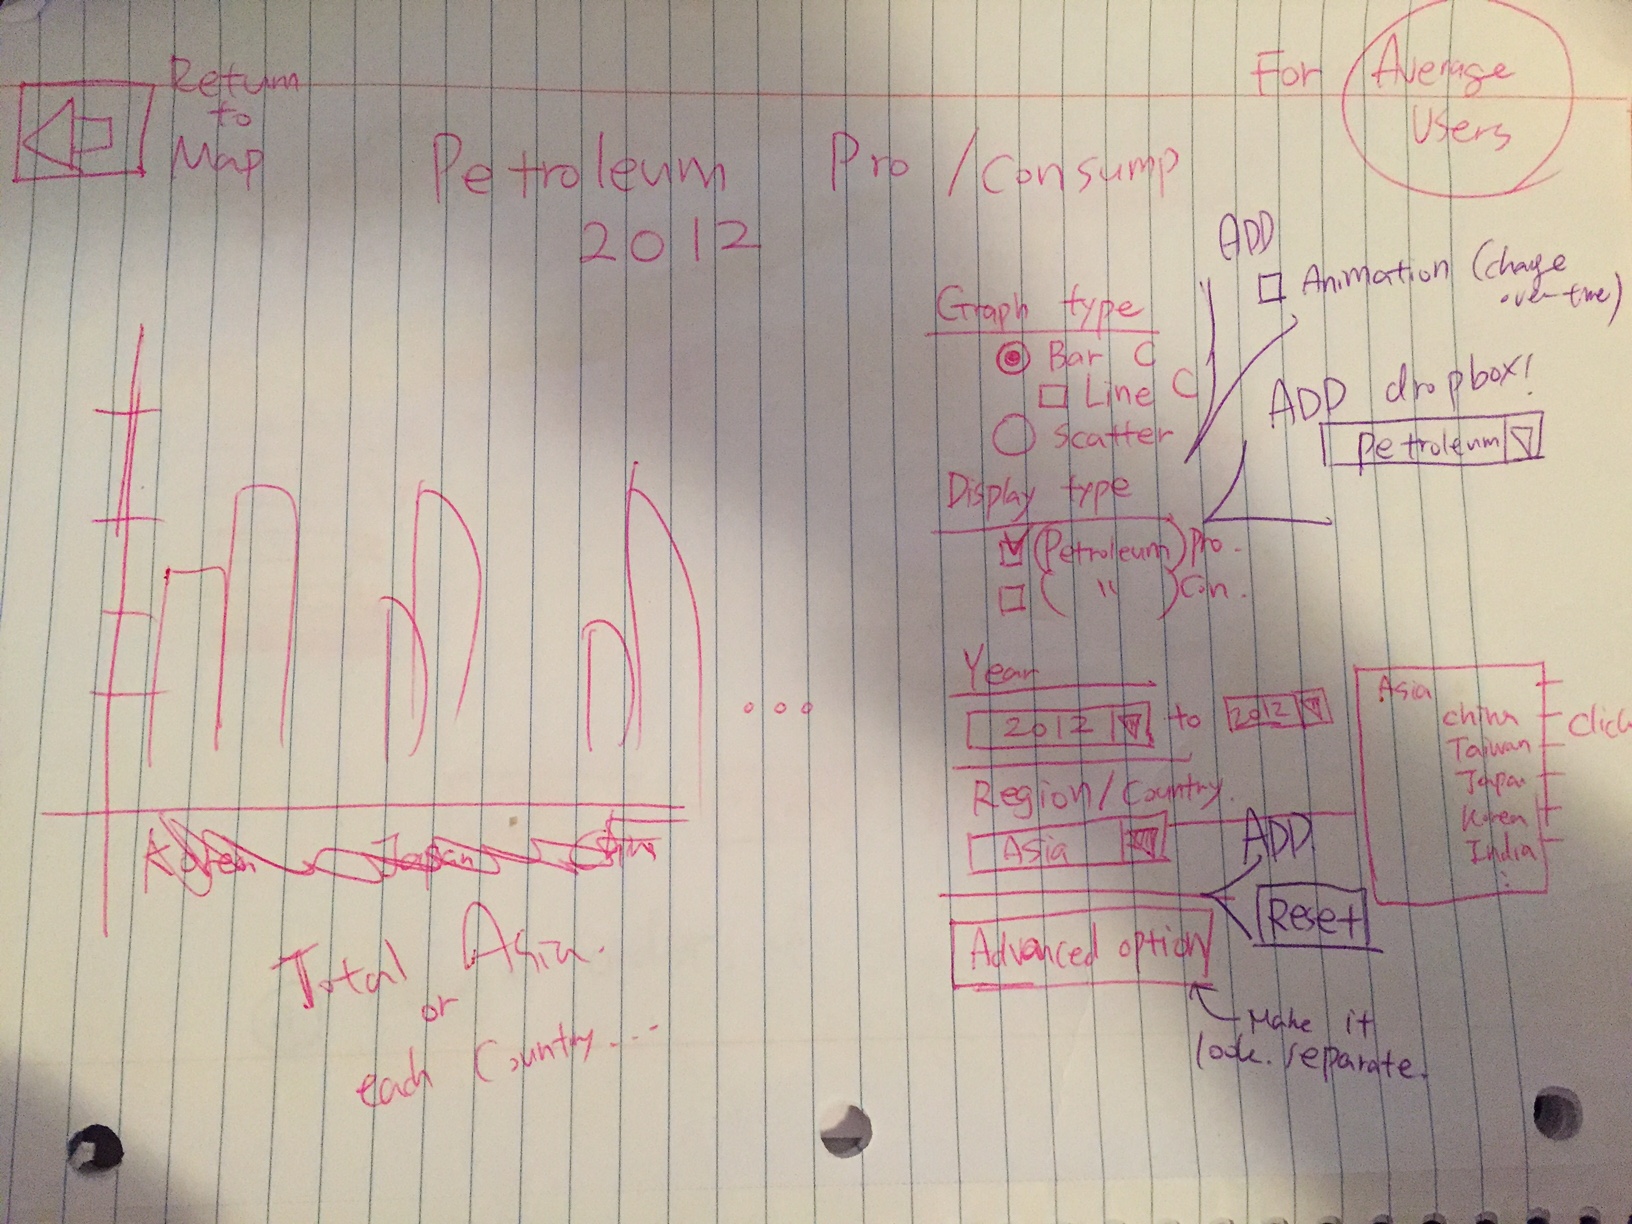 Return
to
Map
For Average
Users
Petroleum Pro / Consump
2012
ADD
Animation (change
over time)
Graph type
Bar C
Line C
Scatter
ADD dropbox!
Petroleum
Display type
(Petroleum) Pro.
( " ) Con.
Year
2012 to 2012
Region/Country.
Asia
Asia
China
Taiwan
Japan
Korea
India
:
Click
ADD
Reset
Advanced option
Make it
look separate.
...
Korea Japan
Total Asia.
or
each Country...